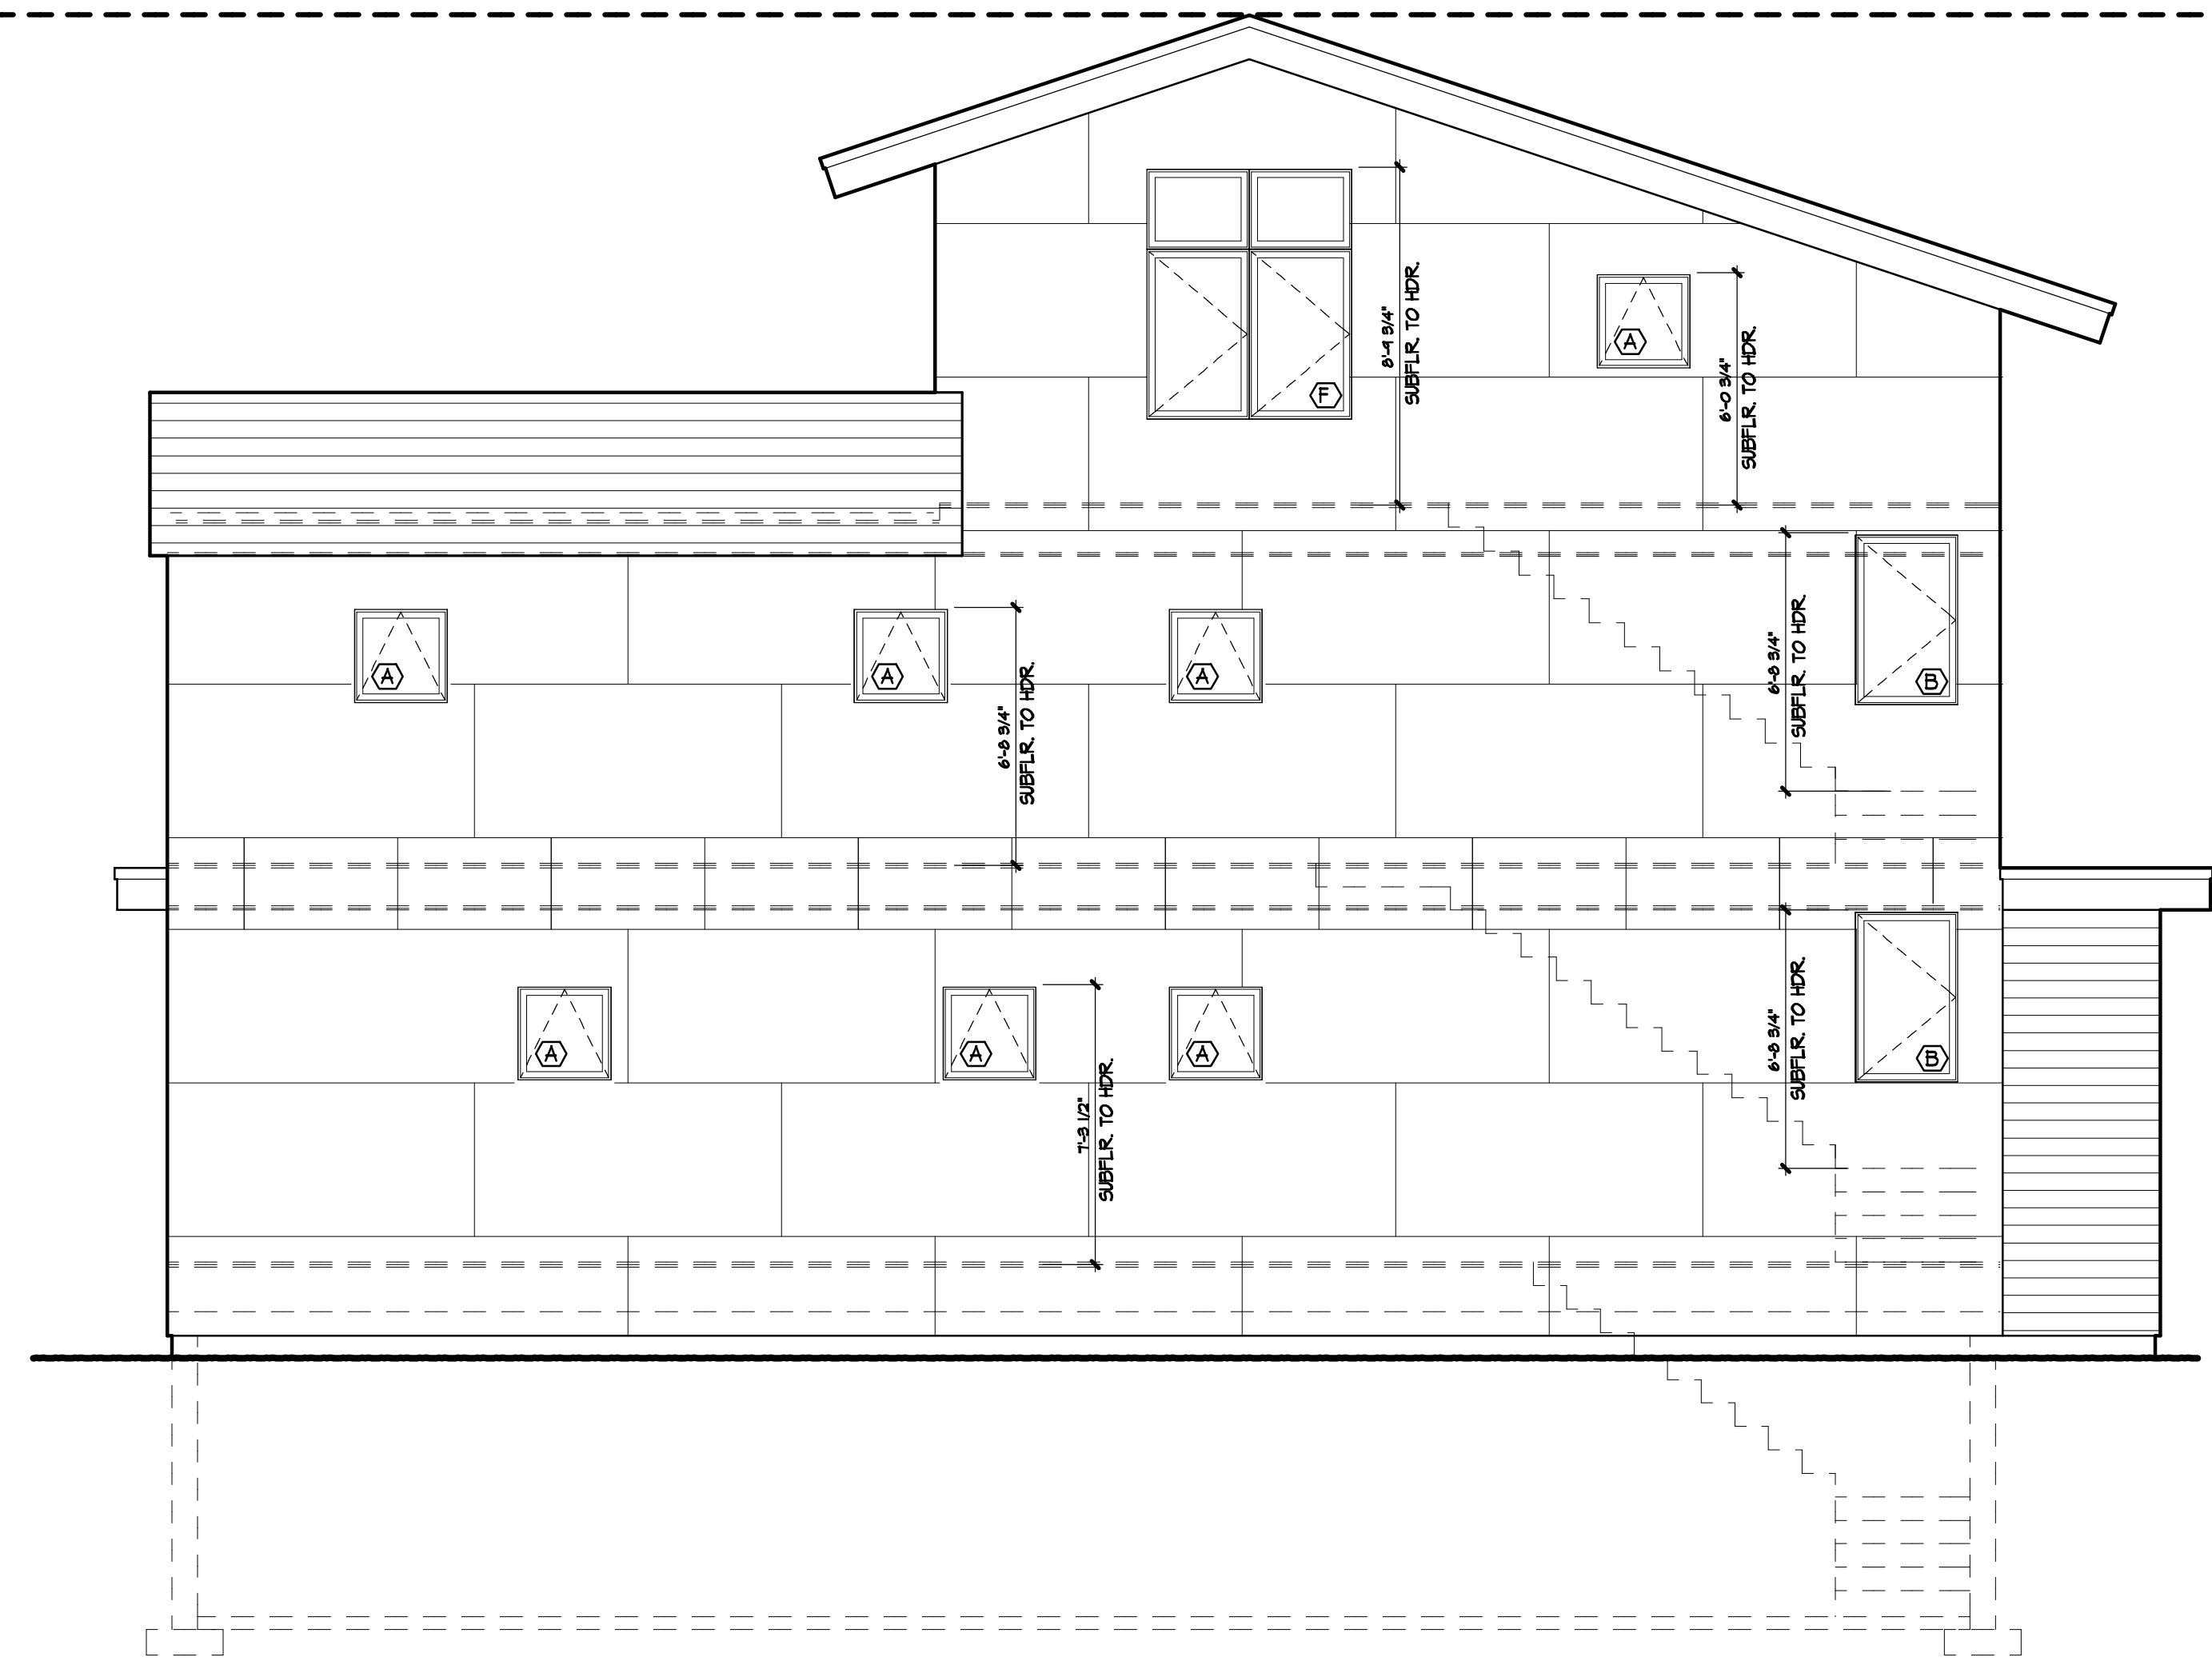 8'-9 3/4"
SUBFLR. TO HDR.
F
A
6'-0 3/4"
SUBFLR. TO HDR.
A
A
6'-8 3/4"
SUBFLR. TO HDR.
A
6'-8 3/4"
SUBFLR. TO HDR.
B
A
A
7'-3 1/2"
SUBFLR. TO HDR.
A
6'-8 3/4"
SUBFLR. TO HDR.
B